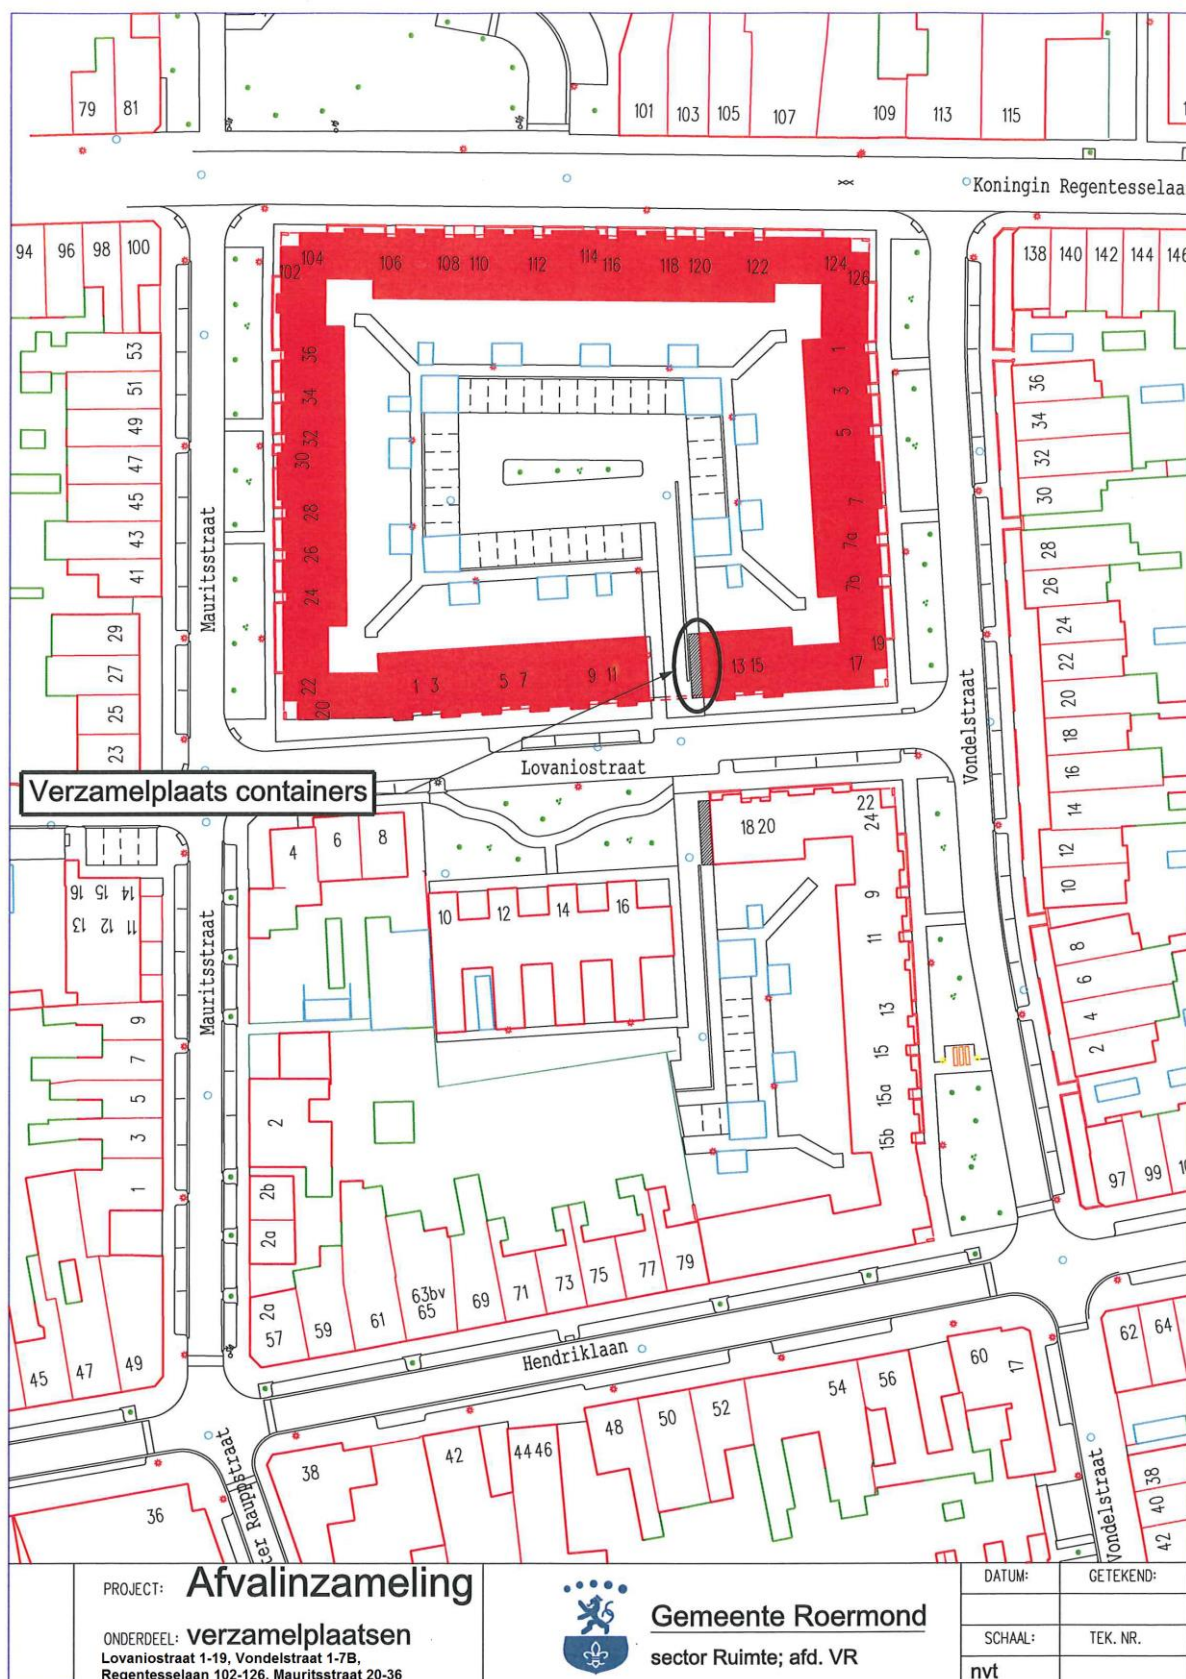 79 81
101 103 105 107 109 113 115
Koningin Regentesselaa
94 96 98 100
102 104 106 108 110 112 114 116 118 120 122 124 126
138 140 142 144 146
53
51
49
47
45
43
41
29
27
25
23
Mauritsstraat
36
34
32
30
28
26
24
22
20
1
3
5
7
7a
7b
19
17
1 3 5 7 9 11 13 15
36
34
32
30
28
26
24
22
20
18
16
14
12
10
8
6
4
2
Vondelstraat
Lovaniostraat
Verzamelplaats containers
4 6 8
10 12 14 16
18 20
22
24
9
11
13
15
15a
15b
16 15 14
13 12 11
9
7
5
3
1
Mauritsstraat
2
2b
2a
2a
57 59 61 63bv
65 69 71 73 75 77 79
97 99
45 47 49
Hendriklaan
62 64
60
17
56
54
52
50
48
44 46
42
38
36
cer Rauppstraat
Vondelstraat
38
40
42
PROJECT: Afvalinzameling
ONDERDEEL: verzamelplaatsen
Lovaniostraat 1-19, Vondelstraat 1-7B,
Regentesselaan 102-126, Mauritsstraat 20-36
Gemeente Roermond
sector Ruimte; afd. VR
DATUM: GETEKEND:
SCHAAL: TEK. NR.
nvt